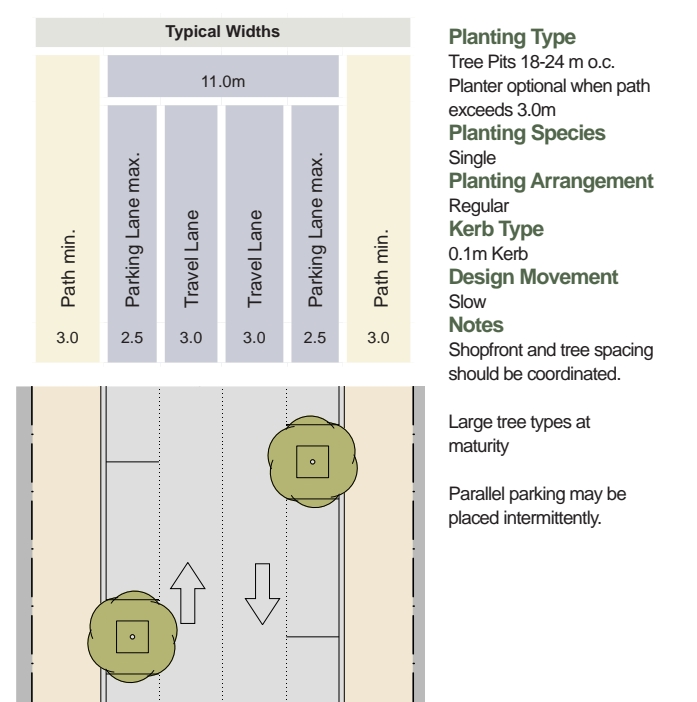 Typical Widths
11.0m
Path min.
Parking Lane max.
Travel Lane
Travel Lane
Parking Lane max.
Path min.
3.0
2.5
3.0
3.0
2.5
3.0
Planting Type
Tree Pits 18-24 m o.c.
Planter optional when path
exceeds 3.0m
Planting Species
Single
Planting Arrangement
Regular
Kerb Type
0.1m Kerb
Design Movement
Slow
Notes
Shopfront and tree spacing
should be coordinated.
Large tree types at
maturity
Parallel parking may be
placed intermittently.